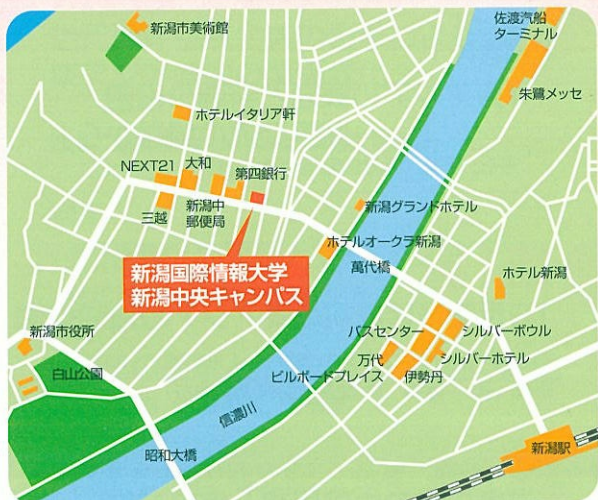 佐渡汽船
ターミナル
新潟市美術館
朱鷺メッセ
ホテルイタリア軒
NEXT21
大和
第四銀行
三越
新潟中
郵便局
新潟グランドホテル
ホテルオークラ新潟
萬代橋
新潟国際情報大学
新潟中央キャンパス
ホテル新潟
新潟市役所
バスセンター
シルバーボウル
白山公園
万代
シルバーホテル
ビルボードプレイス
伊勢丹
信濃川
昭和大橋
新潟駅